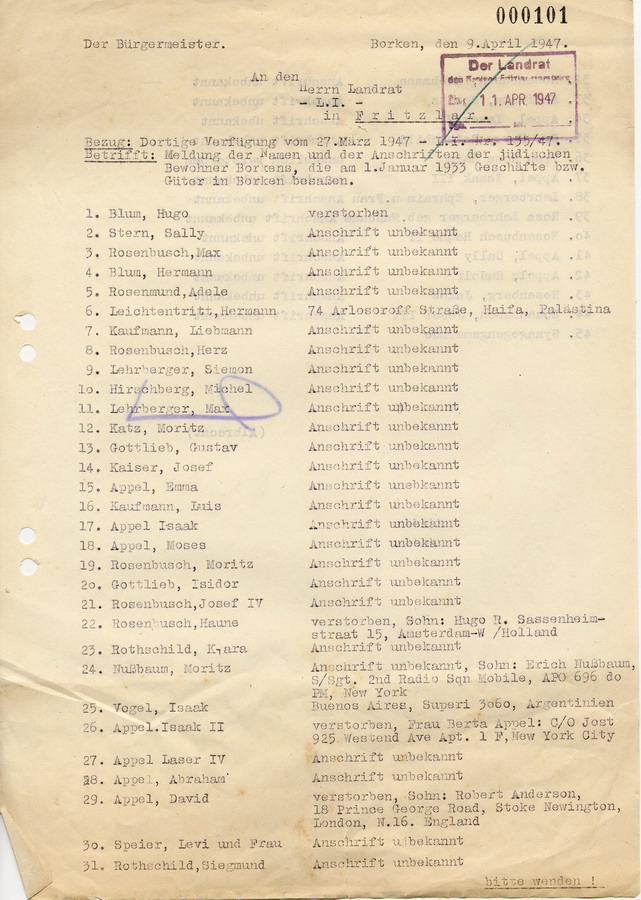 000101
Der Bürgermeister. Borken, den 9.April 1947.
Der Landrat
An den
Herrn Landrat
- L.I. -
11. APR. 1947
in Fritzlar.
Bezug: Dortige Verfügung vom 27.März 1947 - L.I. Nr. 135/47.
Betrifft: Meldung der Namen und der Anschriften der jüdischen
Bewohner Borkens, die am 1.Januar 1933 Geschäfte bzw.
Güter in Borken besaßen.
1. Blum, Hugo verstorben
2. Stern, Sally Anschrift unbekannt
3. Rosenbusch,Max Anschrift unbekannt
4. Blum, Hermann Anschrift unbekannt
5. Rosenmund,Adele Anschrift unbekannt
6. Leichtentritt,Hermann 74 Arlosoroff Straße, Haifa, Palästina
7. Kaufmann, Liebmann Anschrift unbekannt
8. Rosenbusch,Herz Anschrift unbekannt
9. Lehrberger, Siemon Anschrift unbekannt
1o. Hirschberg, Michel Anschrift unbekannt
11. Lehrberger, Max Anschrift unbekannt
12. Katz, Moritz Anschrift unbekannt
13. Gottlieb, Gustav Anschrift unbekannt
14. Kaiser, Josef Anschrift unbekannt
15. Appel, Emma Anschrift unebkannt
16. Kaufmann, Luis Anschrift unbekannt
17. Appel Isaak Anschrift unbekannt
18. Appel, Moses Anschrift unbekannt
19. Rosenbusch, Moritz Anschrift unbekannt
2o. Gottlieb, Isidor Anschrift unbekannt
21. Rosenbusch,Josef IV Anschrift unbekannt
22. Rosenbusch,Haune verstorben, Sohn: Hugo R. Sassenheim-
straat 15, Amsterdam-W /Holland
23. Rothschild, Anschrift unbekannt
24. Nußbaum, Moritz Anschrift unbekannt, Sohn: Erich Nußbaum,
S/Sgt. 2nd Radio Sqn Mobile, APO 696 do
PM, New York
25. Vogel, Isaak Buenos Aires, Superi 3o6o, Argentinien
26. Appel.Isaak II verstorben, Frau Berta Appel: C/O Jost
925 Westend Ave Apt. 1 F,New York City
27. Appel Laser IV Anschrift unbekannt
28. Appel, Abraham Anschrift unbekannt
29. Appel, David verstorben, Sohn: Robert Anderson,
18 Prince George Road, Stoke Newington,
London, N.16. England
3o. Speier, Levi und Frau Anschrift unbekannt
31. Rothschild,Siegmund Anschrift unbekannt
bitte wenden !